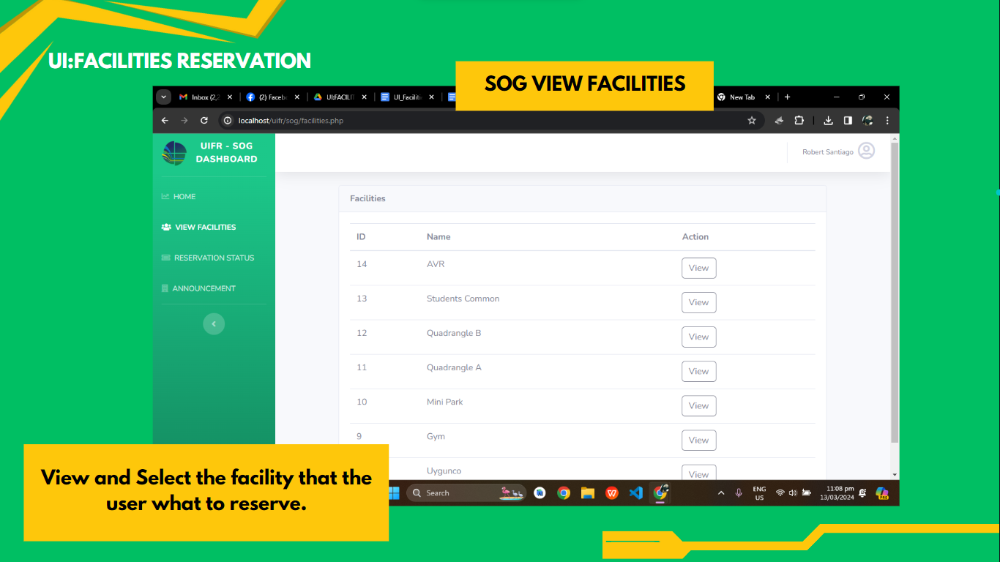 UI:FACILITIES RESERVATION
SOG VIEW FACILITIES
Inbox (2,2
(2) Faceb
UI:FACILIT
UI_Faciliti
New Tab
localhost/uifr/sog/facilities.php
UIFR - SOG
DASHBOARD
Robert Santiago
HOME
VIEW FACILITIES
RESERVATION STATUS
ANNOUNCEMENT
Facilities
ID Name Action
14 AVR View
13 Students Common View
12 Quadrangle B View
11 Quadrangle A View
10 Mini Park View
9 Gym View
Uygunco View
View and Select the facility that the
user what to reserve.
Search
ENG
US
11:08 pm
13/03/2024